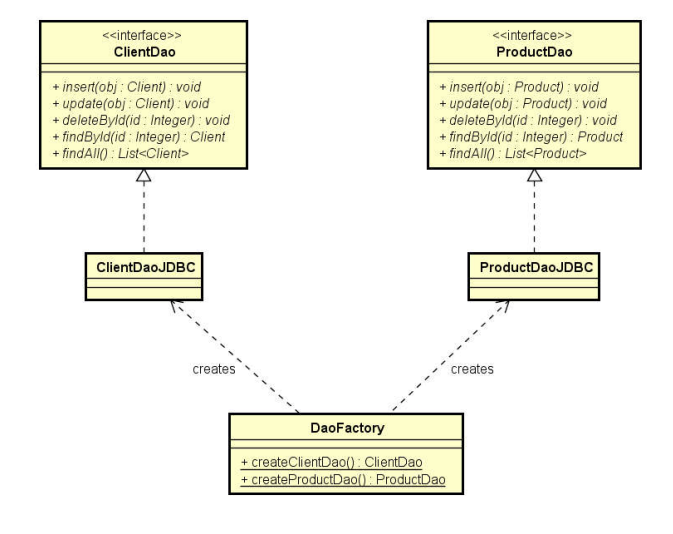 <<interface>>
ClientDao
+ insert(obj : Client) : void
+ update(obj : Client) : void
+ deleteById(id : Integer) : void
+ findById(id : Integer) : Client
+ findAll() : List<Client>
<<interface>>
ProductDao
+ insert(obj : Product) : void
+ update(obj : Product) : void
+ deleteById(id : Integer) : void
+ findById(id : Integer) : Product
+ findAll() : List<Product>
ClientDaoJDBC
ProductDaoJDBC
creates
creates
DaoFactory
+ createClientDao() : ClientDao
+ createProductDao() : ProductDao